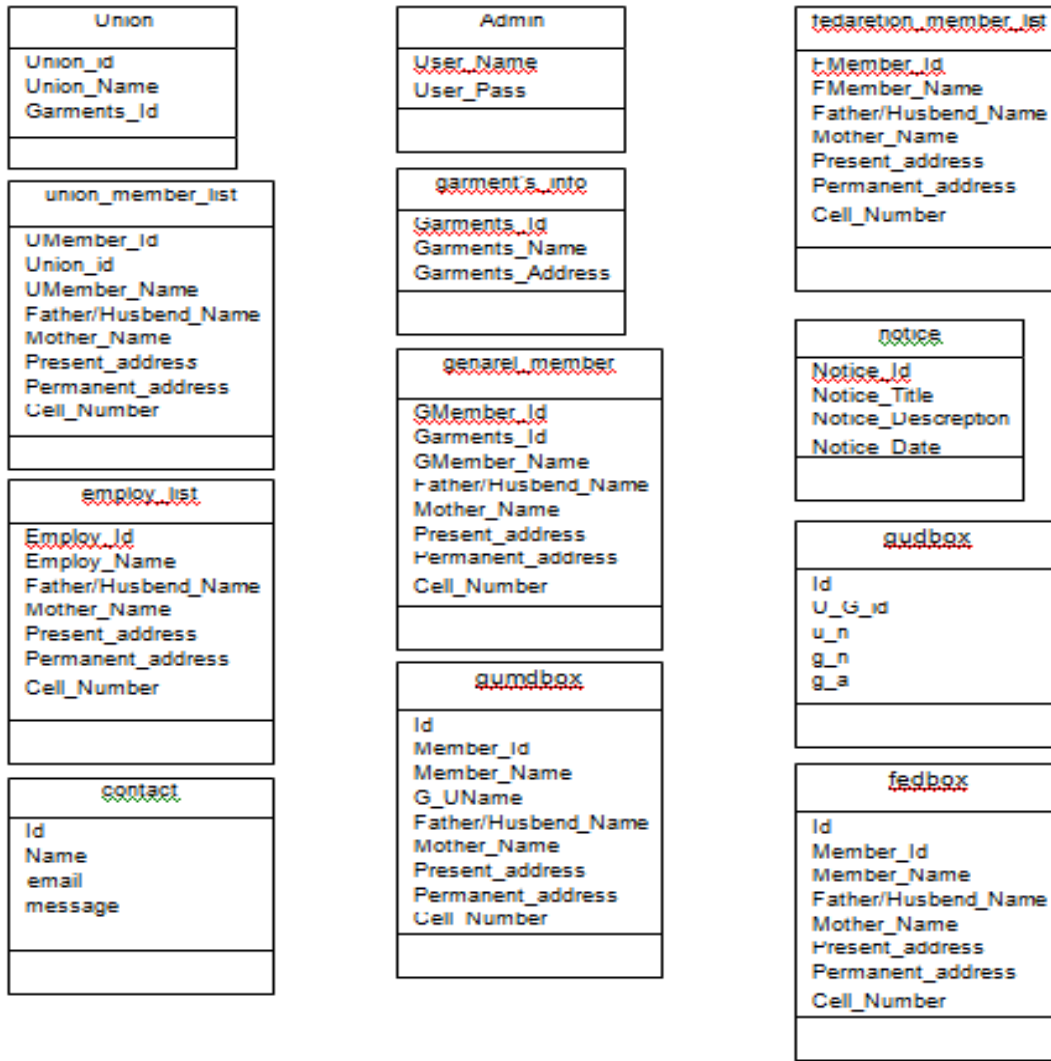 Union
Union_id
Union_Name
Garments_Id
union_member_list
UMember_Id
Union_id
UMember_Name
Father/Husbend_Name
Mother_Name
Present_address
Permanent_address
Cell_Number
employ_list
Employ_Id
Employ_Name
Father/Husbend_Name
Mother_Name
Present_address
Permanent_address
Cell_Number
contact
Id
Name
email
message
Admin
User_Name
User_Pass
garment's_info
Garments_Id
Garments_Name
Garments_Address
genarel_member
GMember_Id
Garments_Id
GMember_Name
Father/Husbend_Name
Mother_Name
Present_address
Permanent_address
Cell_Number
gumdbox
Id
Member_Id
Member_Name
G_UName
Father/Husbend_Name
Mother_Name
Present_address
Permanent_address
Cell_Number
fedaretion_member_list
FMember_Id
FMember_Name
Father/Husbend_Name
Mother_Name
Present_address
Permanent_address
Cell_Number
notice
Notice_Id
Notice_Title
Notice_Descreption
Notice_Date
gudbox
Id
U_G_id
u_n
g_n
g_a
fedbox
Id
Member_Id
Member_Name
Father/Husbend_Name
Mother_Name
Present_address
Permanent_address
Cell_Number